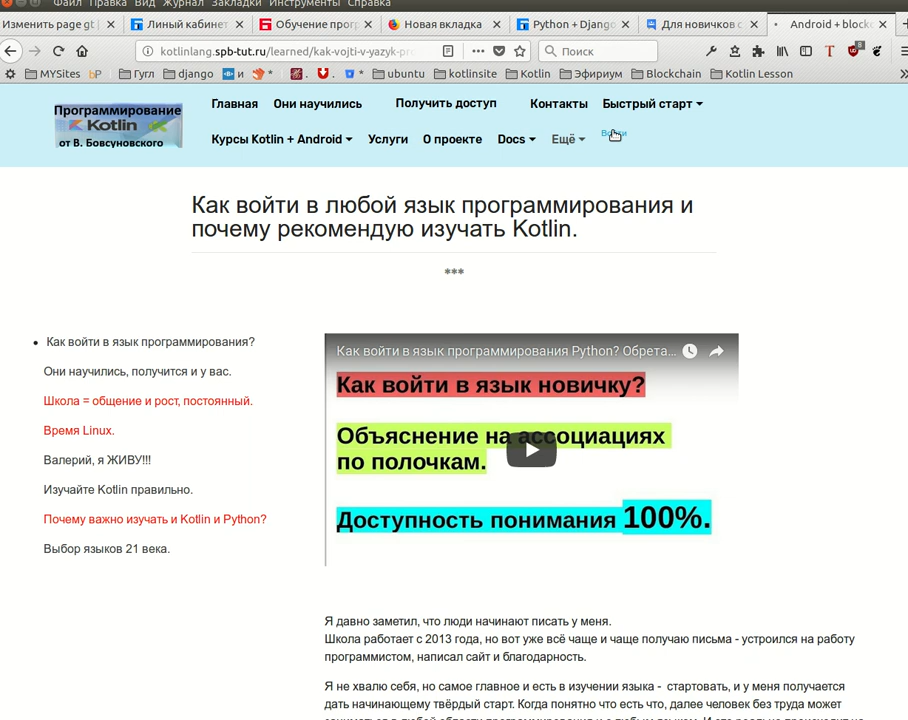 Файл Правка Вид Журнал Закладки Инструменты Справка
Изменить page gt
Линый кабинет
Обучение прогр
Новая вкладка
Python + Django
Для новичков с
Android + blockc
kotlinlang.spb-tut.ru/learned/kak-vojti-v-yazyk-pro
Поиск
MYSites
bP
Гугл
django
и
ubuntu
kotlinsite
Kotlin
Эфириум
Blockchain
Kotlin Lesson
Программирование
Kotlin
от В. Бовсуновского
Главная Они научились Получить доступ Контакты Быстрый старт
Курсы Kotlin + Android Услуги О проекте Docs Ещё
Как войти в любой язык программирования и
почему рекомендую изучать Kotlin.
***
Как войти в язык программирования?
Они научились, получится и у вас.
Школа = общение и рост, постоянный.
Время Linux.
Валерий, я ЖИВУ!!!
Изучайте Kotlin правильно.
Почему важно изучать и Kotlin и Python?
Выбор языков 21 века.
Как войти в язык программирования Python? Обрета...
Как войти в язык новичку?
Объяснение на ассоциациях
по полочкам.
Доступность понимания 100%.
Я давно заметил, что люди начинают писать у меня.
Школа работает с 2013 года, но вот уже всё чаще и чаще получаю письма - устроился на работу
программистом, написал сайт и благодарность.
Я не хвалю себя, но самое главное и есть в изучении языка - стартовать, и у меня получается
дать начинающему твёрдый старт. Когда понятно что есть что, далее человек без труда может